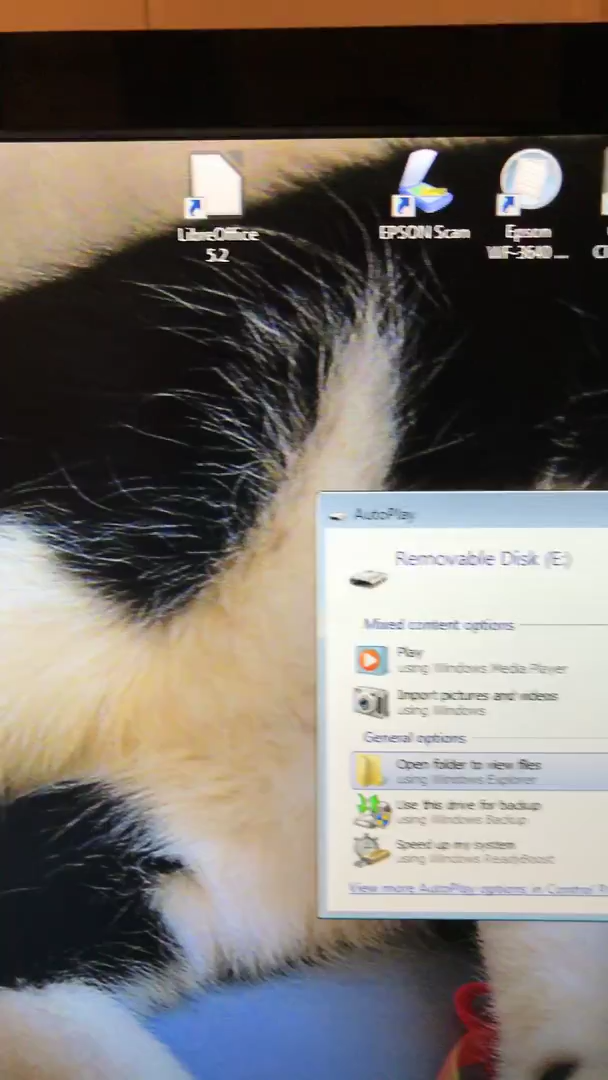 LibreOffice
5.2
EPSON Scan
Epson
WF-3640 ...
AutoPlay
Removable Disk (E:)
Mixed content options
Play
using Windows Media Player
Import pictures and videos
using Windows
General options
Open folder to view files
using Windows Explorer
Use this drive for backup
using Windows Backup
Speed up my system
using Windows ReadyBoost
View more AutoPlay options in Control